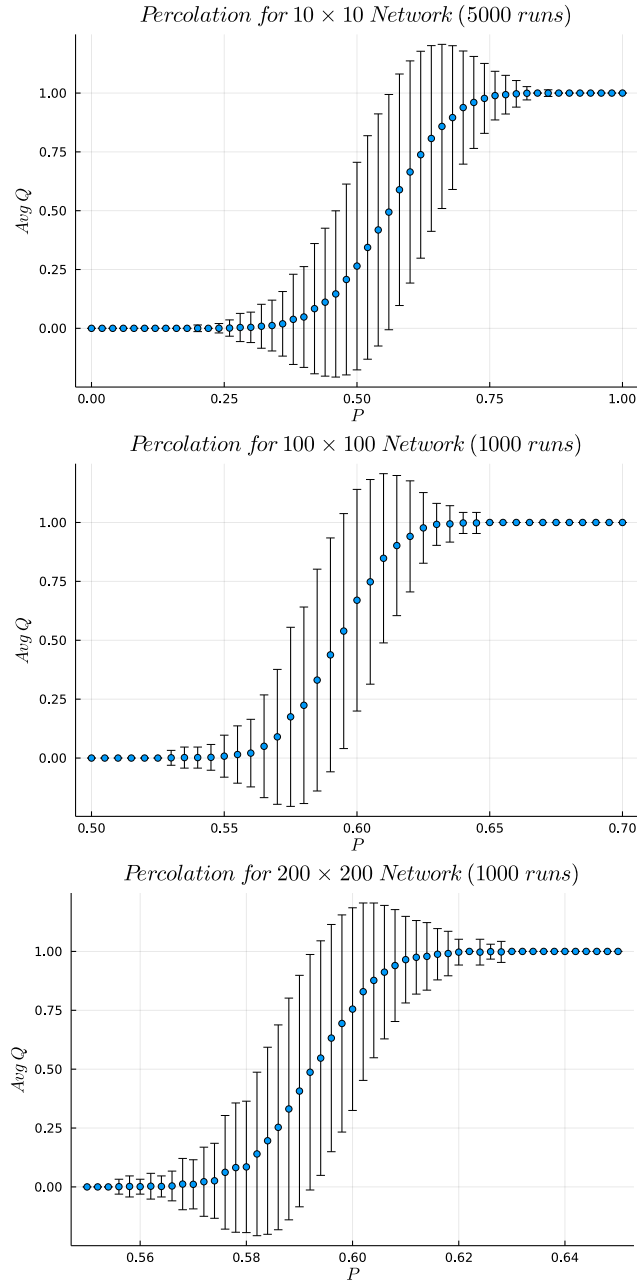 Percolation for 10 × 10 Network (5000 runs)
1.00
0.75
0.50
0.25
0.00
Avg Q
0.00 0.25 0.50 0.75 1.00
P
Percolation for 100 × 100 Network (1000 runs)
1.00
0.75
0.50
0.25
0.00
Avg Q
0.50 0.55 0.60 0.65 0.70
P
Percolation for 200 × 200 Network (1000 runs)
1.00
0.75
0.50
0.25
0.00
Avg Q
0.56 0.58 0.60 0.62 0.64
P